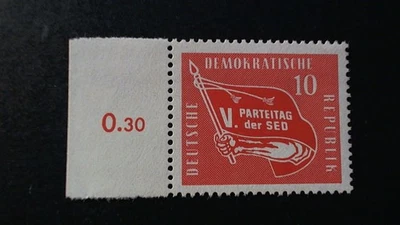 0.30
DEUTSCHE
DEMOKRATISCHE
REPUBLIK
10
V. PARTEITAG
der SED